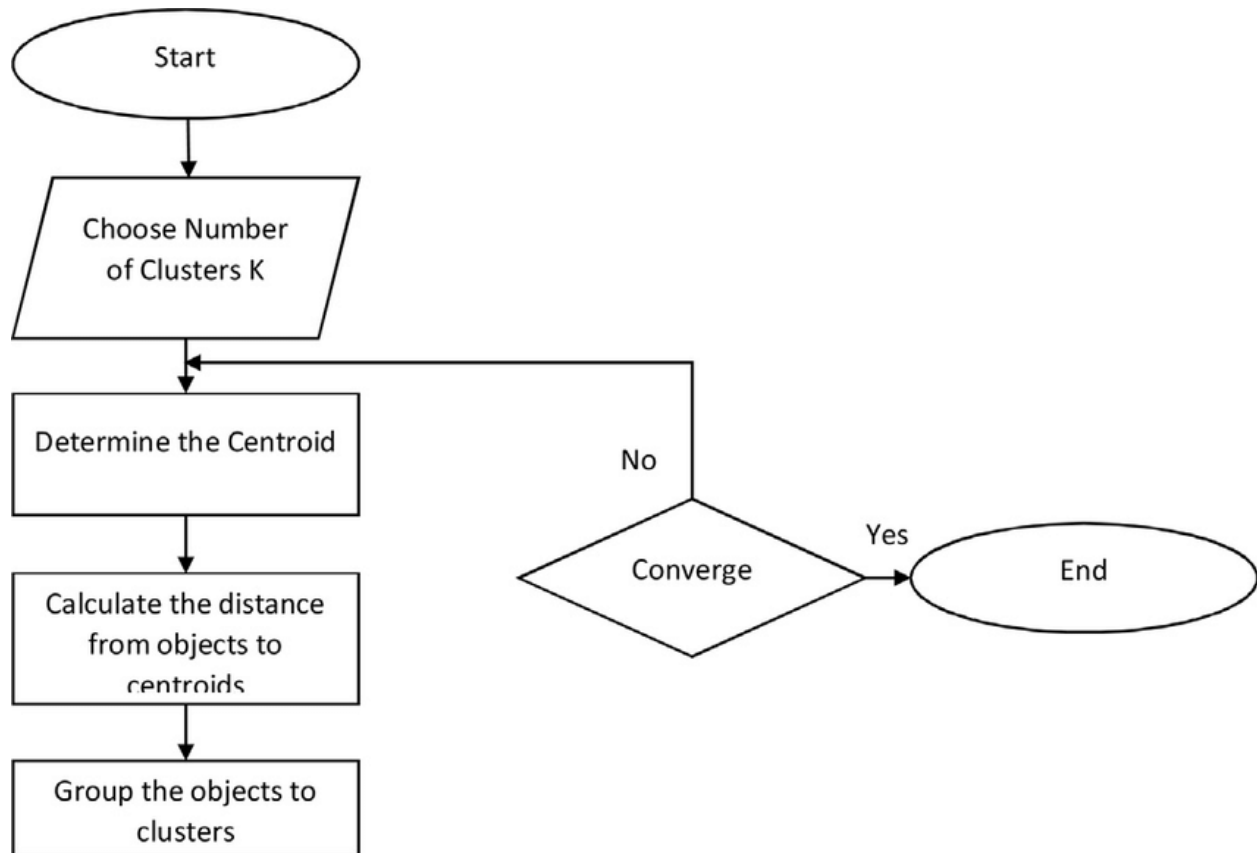 Start
Choose Number
of Clusters K
Determine the Centroid
No
Yes
Converge
End
Calculate the distance
from objects to
centroids
Group the objects to
clusters